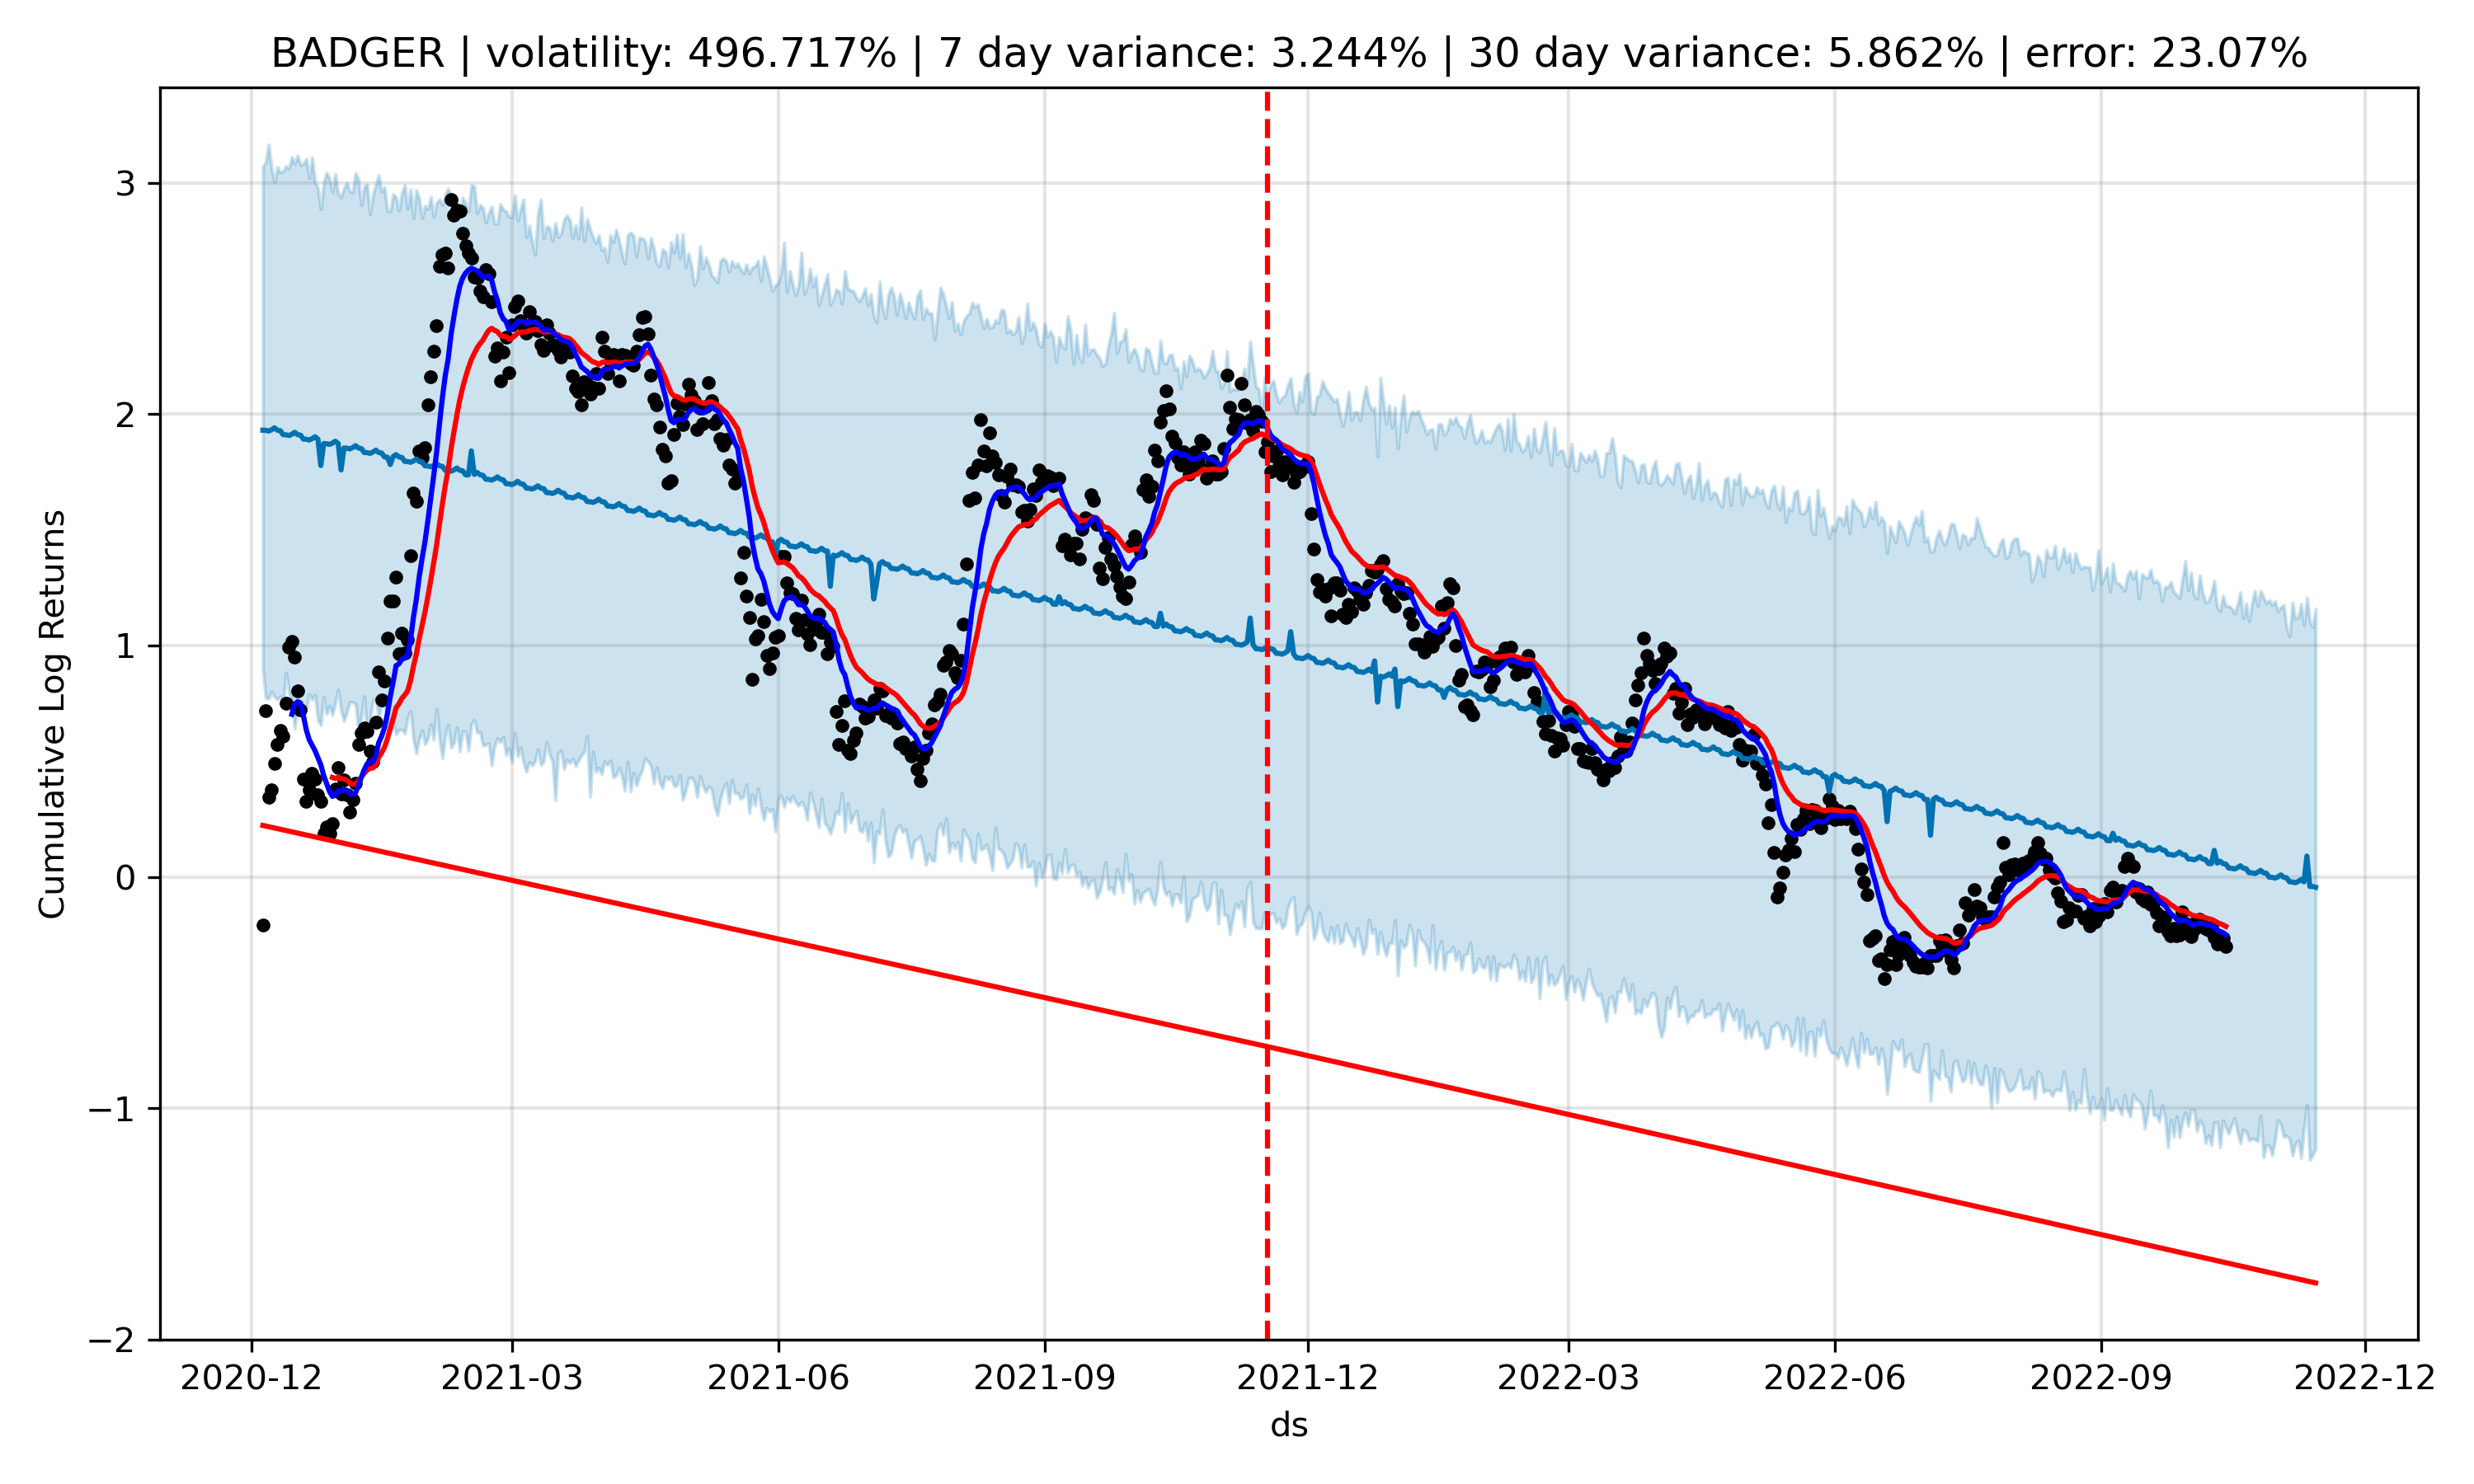 BADGER | volatility: 496.717% | 7 day variance: 3.244% | 30 day variance: 5.862% | error: 23.07%
Cumulative Log Returns
3
2
1
0
−1
−2
2020-12 2021-03 2021-06 2021-09 2021-12 2022-03 2022-06 2022-09 2022-12
ds